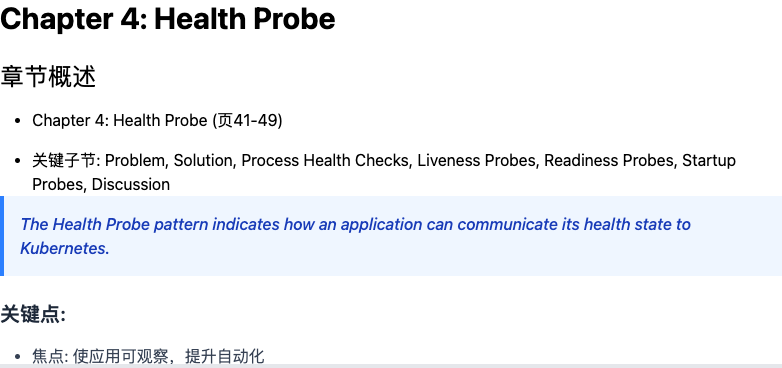 Chapter 4: Health Probe
章节概述
• Chapter 4: Health Probe (页41-49)
• 关键子节: Problem, Solution, Process Health Checks, Liveness Probes, Readiness Probes, Startup
Probes, Discussion
The Health Probe pattern indicates how an application can communicate its health state to
Kubernetes.
关键点:
• 焦点: 使应用可观察，提升自动化